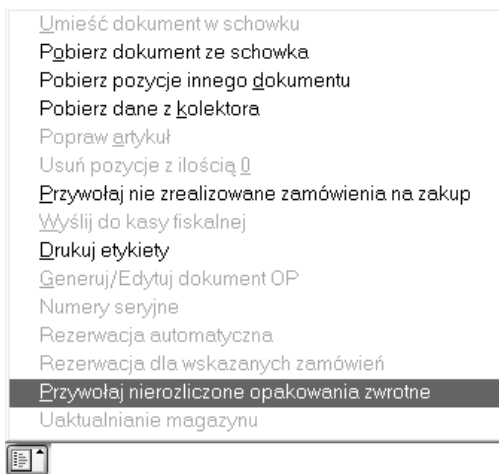 Umieść dokument w schowku
Pobierz dokument ze schowka
Pobierz pozycje innego dokumentu
Pobierz dane z kolektora
Popraw artykuł
Usuń pozycje z ilością 0
Przywołaj nie zrealizowane zamówienia na zakup
Wyślij do kasy fiskalnej
Drukuj etykiety
Generuj/Edytuj dokument OP
Numery seryjne
Rezerwacja automatyczna
Rezerwacja dla wskazanych zamówień
Przywołaj nierozliczone opakowania zwrotne
Uaktualnianie magazynu